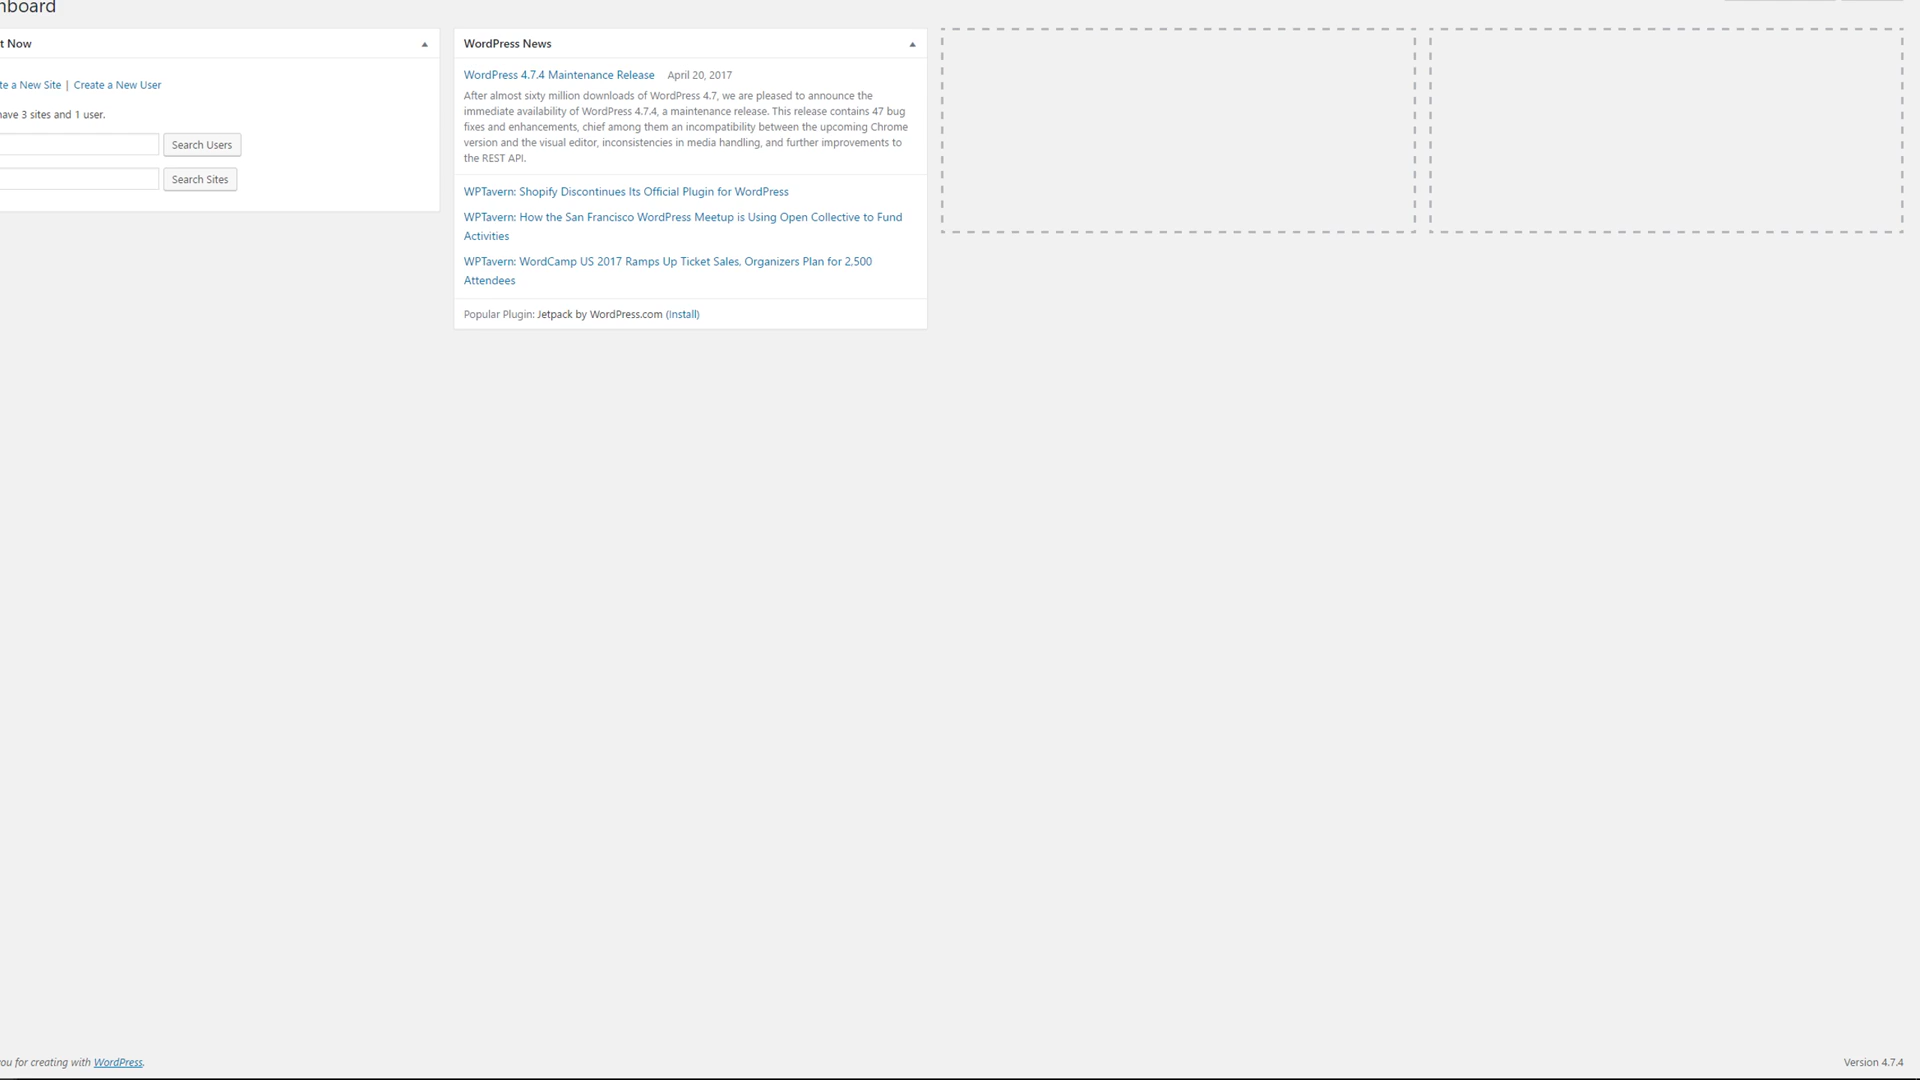 nboard
t Now
te a New Site | Create a New User
have 3 sites and 1 user.
Search Users
Search Sites
WordPress News
WordPress 4.7.4 Maintenance Release April 20, 2017
After almost sixty million downloads of WordPress 4.7, we are pleased to announce the
immediate availability of WordPress 4.7.4, a maintenance release. This release contains 47 bug
fixes and enhancements, chief among them an incompatibility between the upcoming Chrome
version and the visual editor, inconsistencies in media handling, and further improvements to
the REST API.
WPTavern: Shopify Discontinues Its Official Plugin for WordPress
WPTavern: How the San Francisco WordPress Meetup is Using Open Collective to Fund
Activities
WPTavern: WordCamp US 2017 Ramps Up Ticket Sales, Organizers Plan for 2,500
Attendees
Popular Plugin: Jetpack by WordPress.com (Install)
ou for creating with WordPress.
Version 4.7.4